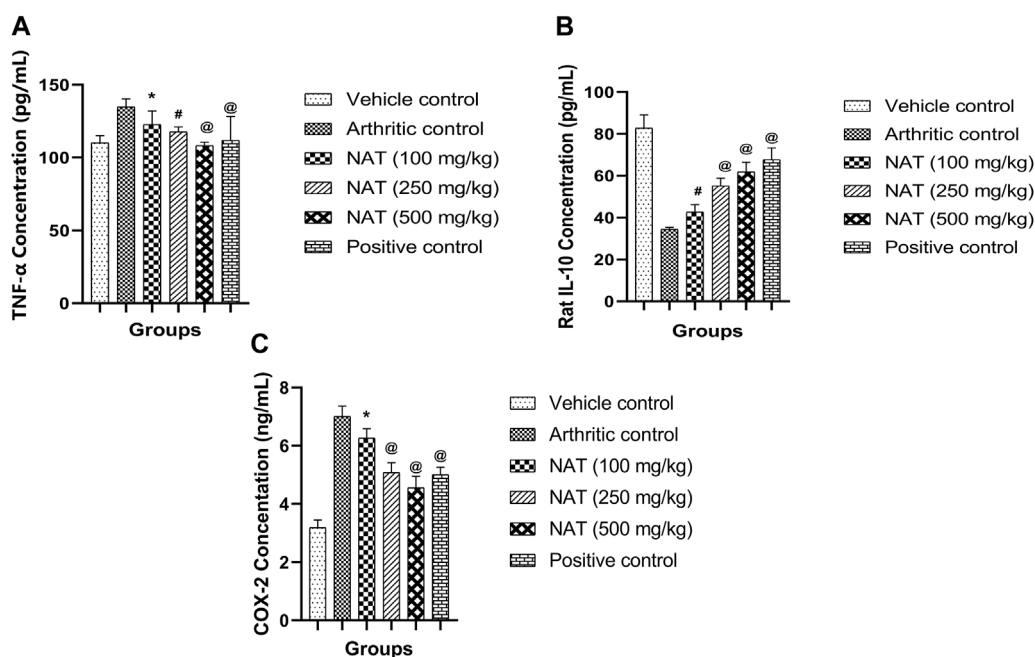 A
TNF-α Concentration (pg/mL)
150
100
50
0
*
#
@
@
Groups
Vehicle control
Arthritic control
NAT (100 mg/kg)
NAT (250 mg/kg)
NAT (500 mg/kg)
Positive control
B
Rat IL-10 Concentration (pg/mL)
100
80
60
40
20
0
#
@
@
@
Groups
Vehicle control
Arthritic control
NAT (100 mg/kg)
NAT (250 mg/kg)
NAT (500 mg/kg)
Positive control
C
COX-2 Concentation (ng/mL)
8
6
4
2
0
*
@
@
@
Groups
Vehicle control
Arthritic control
NAT (100 mg/kg)
NAT (250 mg/kg)
NAT (500 mg/kg)
Positive control